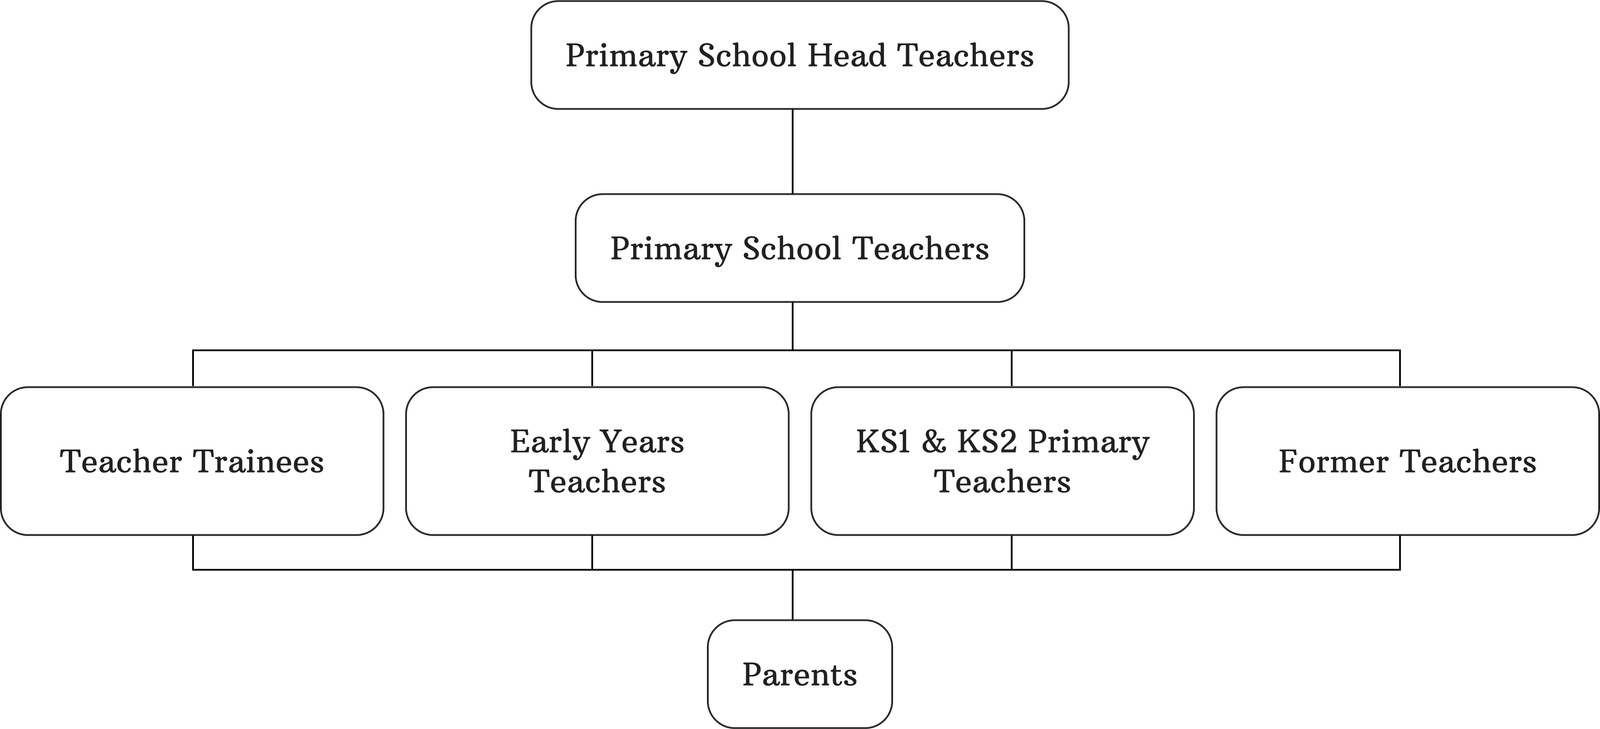 Primary School Head Teachers
Primary School Teachers
Teacher Trainees
Early Years
Teachers
KS1 & KS2 Primary
Teachers
Former Teachers
Parents